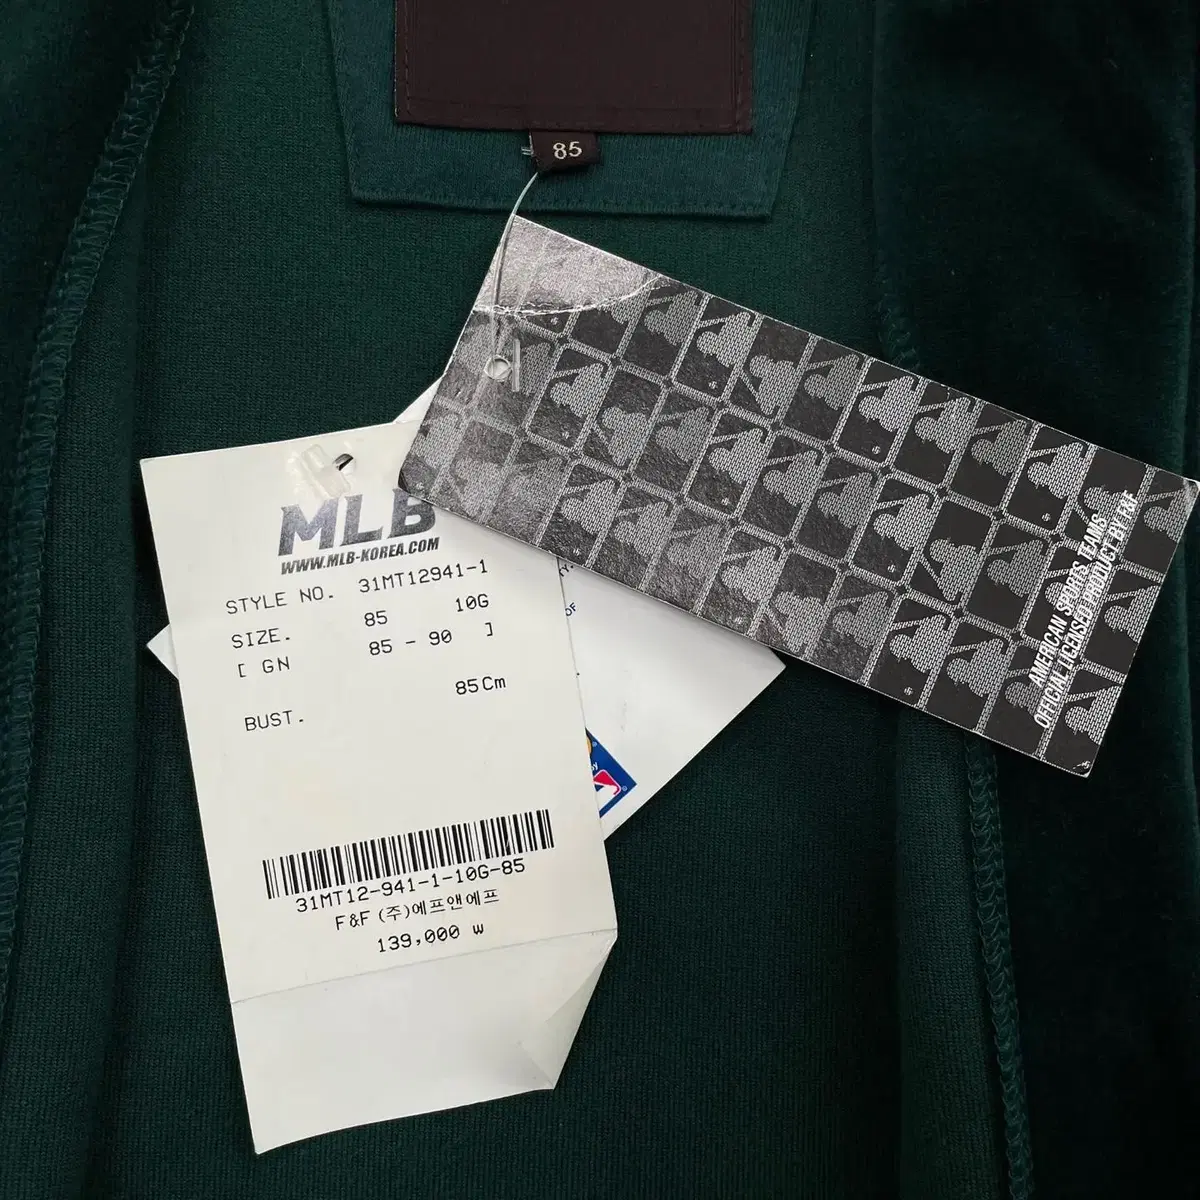 85
AMERICAN SPORTS TEAMS
OFFICIAL LICENSED PRODUCT BY F&F
MLB
WWW.MLB-KOREA.COM
STYLE NO. 31MT12941-1
SIZE. 85 10G
[ GN 85 - 90 ]
85Cm
BUST.
OF
by
31MT12-941-1-10G-85
F&F (주)에프앤에프
139,000 w